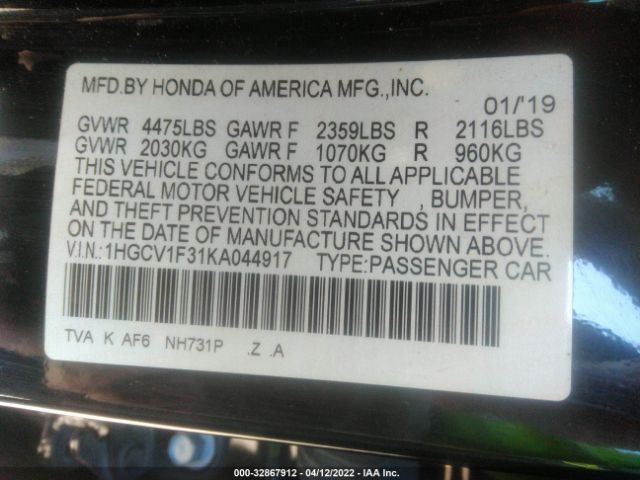 MFD.BY HONDA OF AMERICA MFG.,INC.
01/'19
GVWR 4475LBS GAWR F 2359LBS R 2116LBS
GVWR 2030KG GAWR F 1070KG R 960KG
THIS VEHICLE CONFORMS TO ALL APPLICABLE
FEDERAL MOTOR VEHICLE SAFETY , BUMPER,
AND THEFT PREVENTION STANDARDS IN EFFECT
ON THE DATE OF MANUFACTURE SHOWN ABOVE.
V.I.N.:1HGCV1F31KA044917 TYPE:PASSENGER CAR
TVA K AF6 NH731P .Z .A
000-32867912 - 04/12/2022 - IAA Inc.